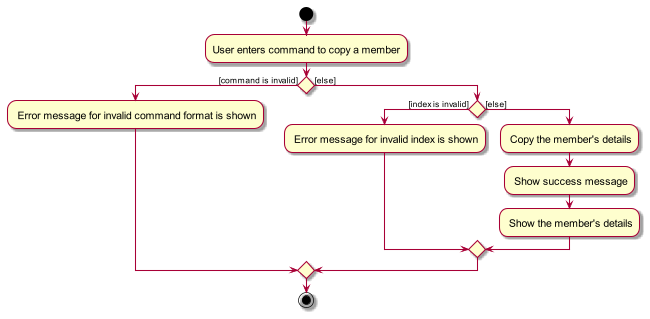 User enters command to copy a member
[command is invalid]
[else]
Error message for invalid command format is shown
[index is invalid]
[else]
Error message for invalid index is shown
Copy the member's details
Show success message
Show the member's details